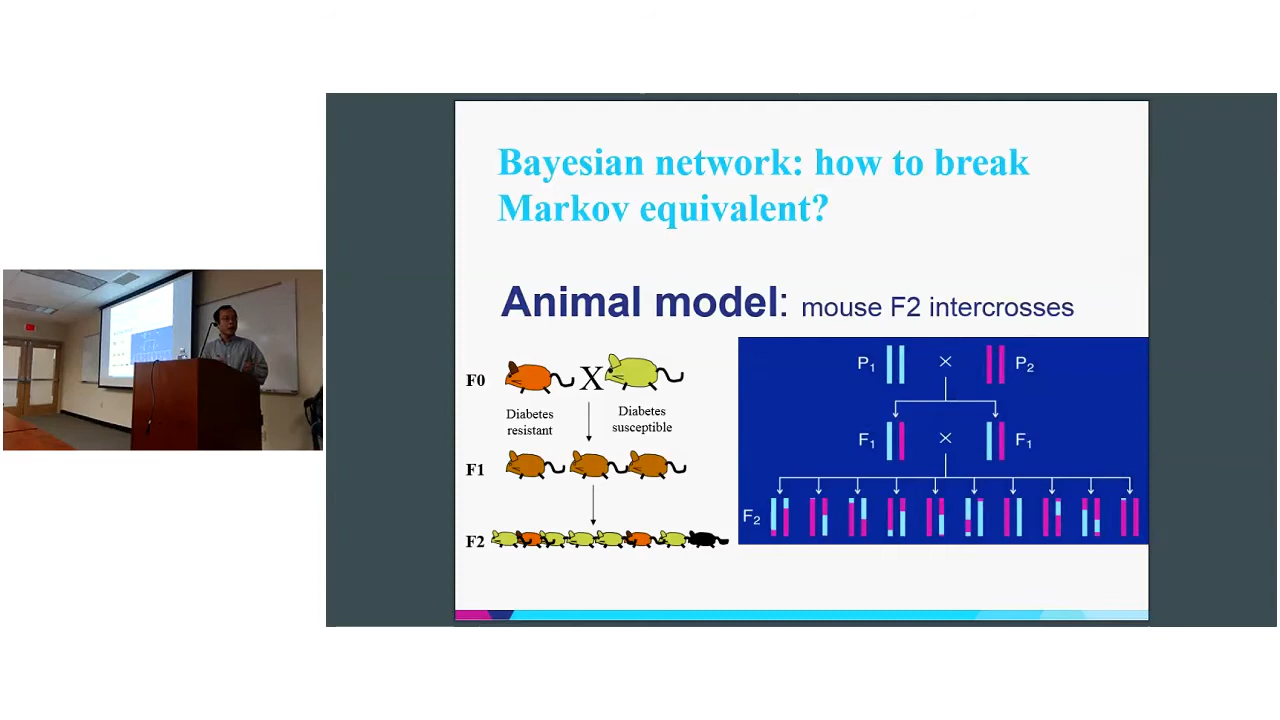 Bayesian network: how to break
Markov equivalent?
Animal model: mouse F2 intercrosses
F0
X
Diabetes
resistant
Diabetes
susceptible
F1
F2
P1 × P2
F1 × F1
F2